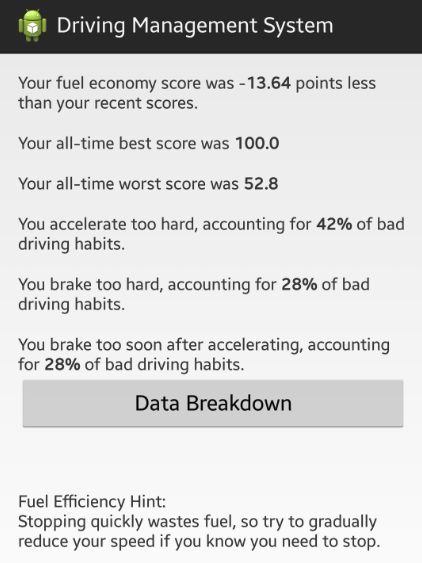 Driving Management System
Your fuel economy score was -13.64 points less
than your recent scores.
Your all-time best score was 100.0
Your all-time worst score was 52.8
You accelerate too hard, accounting for 42% of bad
driving habits.
You brake too hard, accounting for 28% of bad
driving habits.
You brake too soon after accelerating, accounting
for 28% of bad driving habits.
Data Breakdown
Fuel Efficiency Hint:
Stopping quickly wastes fuel, so try to gradually
reduce your speed if you know you need to stop.